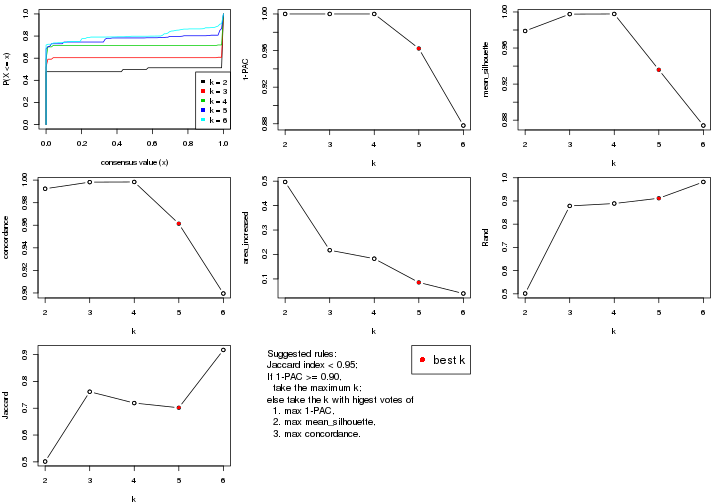 P(X <= x)
0.0 0.2 0.4 0.6 0.8 1.0
k = 2
k = 3
k = 4
k = 5
k = 6
0.0 0.2 0.4 0.6 0.8 1.0
consensus value (x)
1-PAC
0.88 0.92 0.96 1.00
2 3 4 5 6
k
mean_silhouette
0.88 0.92 0.96 1.00
2 3 4 5 6
k
concordance
0.90 0.92 0.94 0.96 0.98 1.00
2 3 4 5 6
k
area_increased
0.1 0.2 0.3 0.4 0.5
2 3 4 5 6
k
Rand
0.5 0.6 0.7 0.8 0.9 1.0
2 3 4 5 6
k
Jaccard
0.5 0.6 0.7 0.8 0.9
2 3 4 5 6
k
Suggested rules:
Jaccard index < 0.95;
If 1-PAC >= 0.90,
take the maximum k;
else take the k with higest votes of
1. max 1-PAC,
2. max mean_silhouette,
3. max concordance.
best k